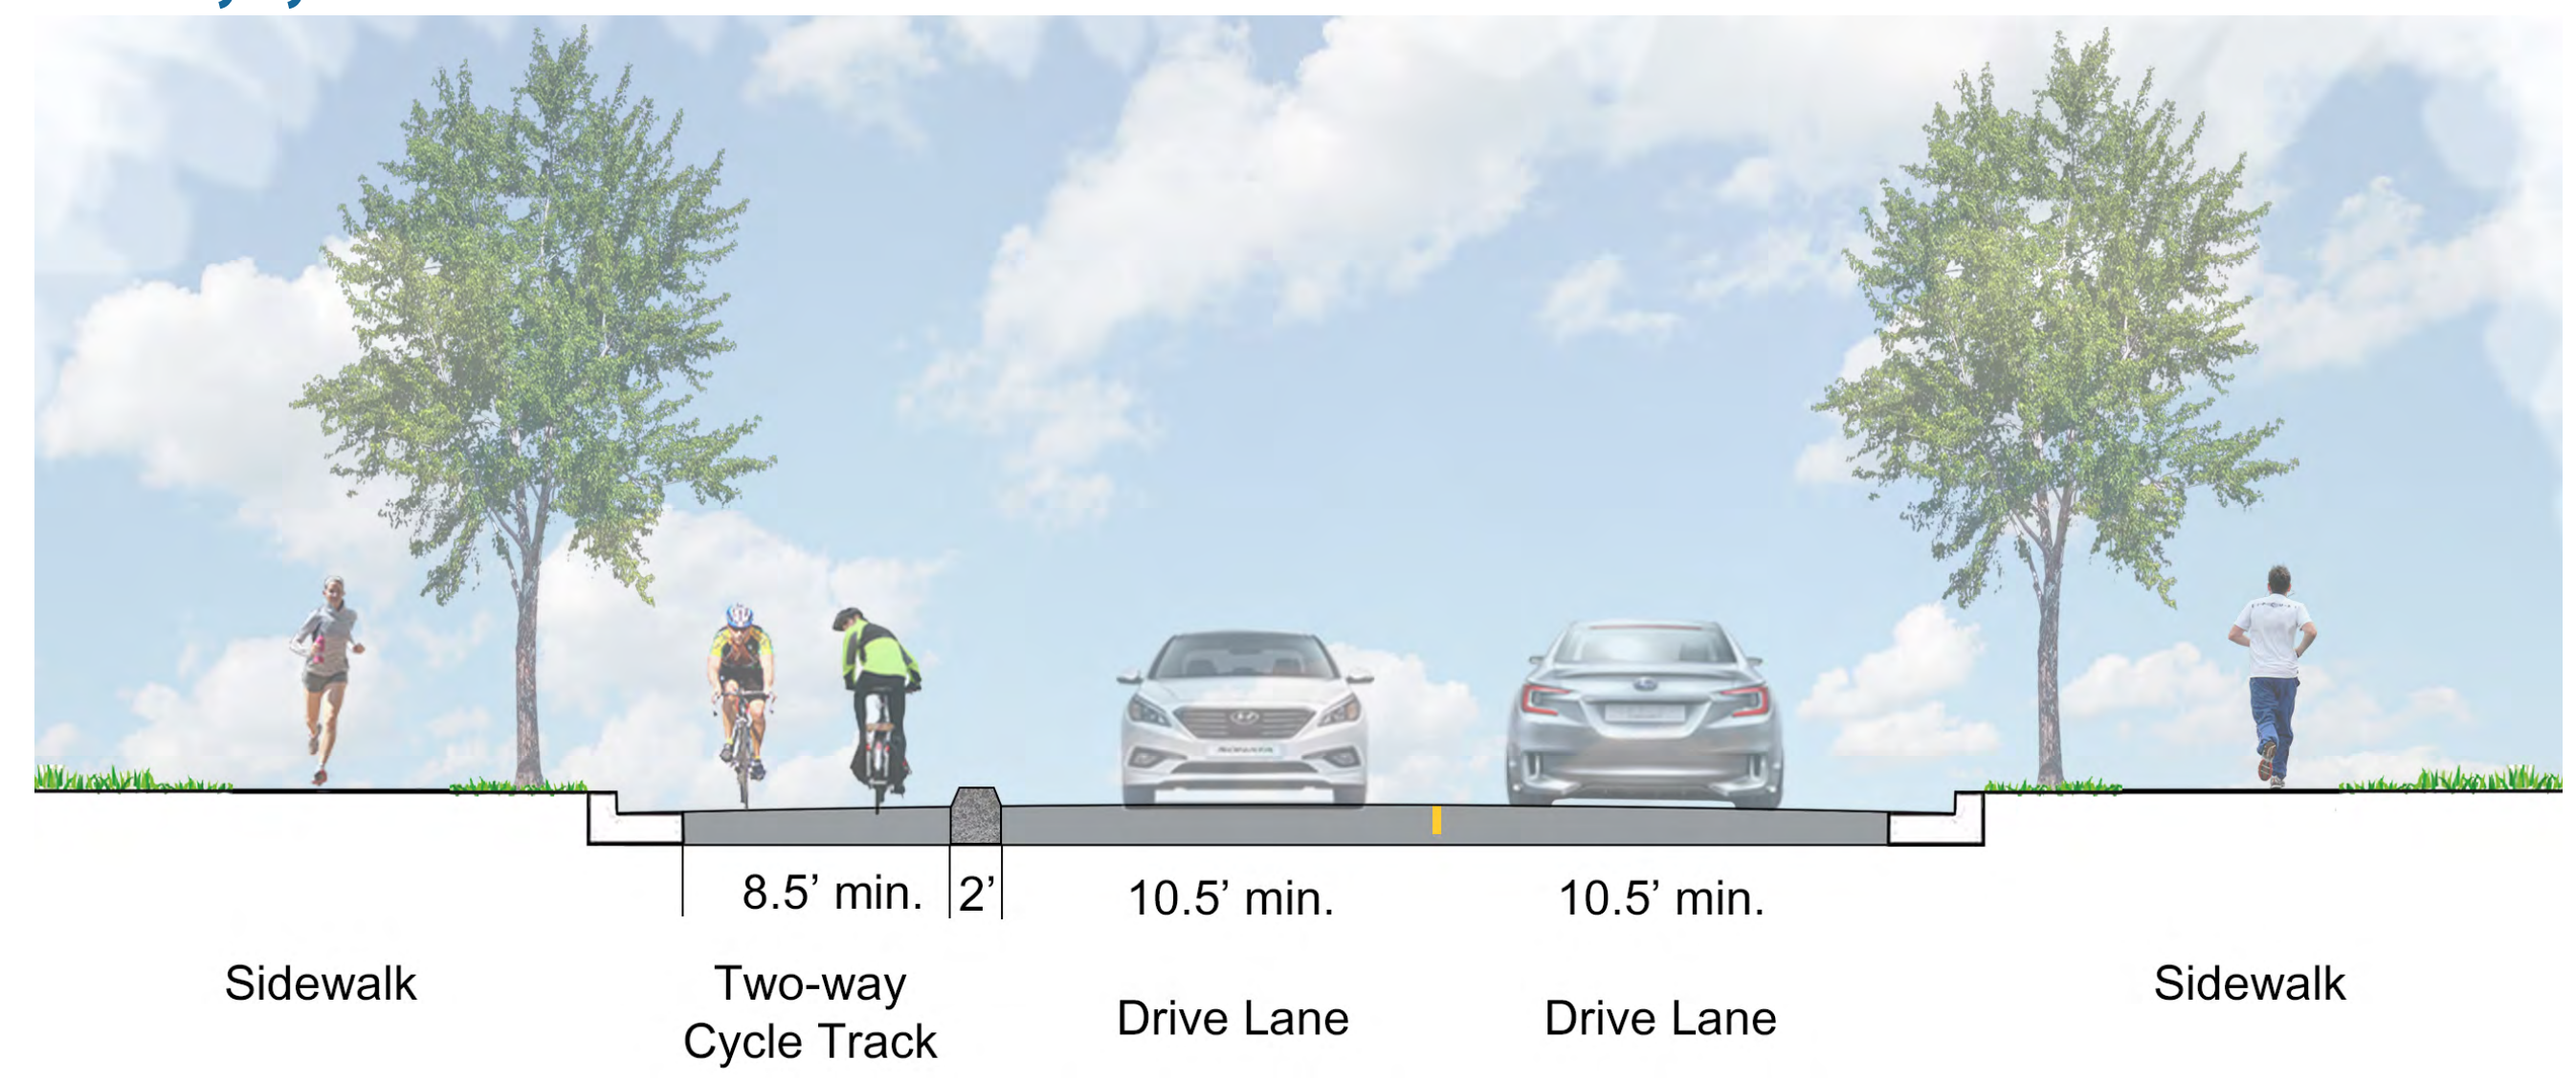 8.5’ min.
2’
10.5’ min.
10.5’ min.
Sidewalk
Two-way
Cycle Track
Drive Lane
Drive Lane
Sidewalk
SONATA